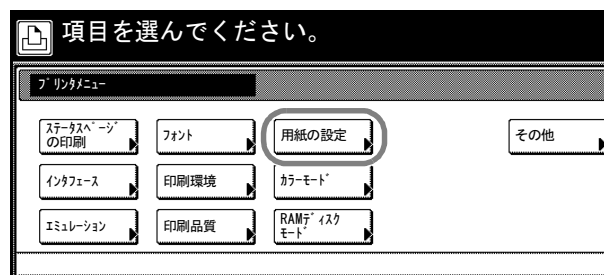 項目を選んでください。
プリンタメニュー
ステータスページ
の印刷
フォント
用紙の設定
その他
インタフェース
印刷環境
カラーモード
エミュレーション
印刷品質
RAMディスク
モード